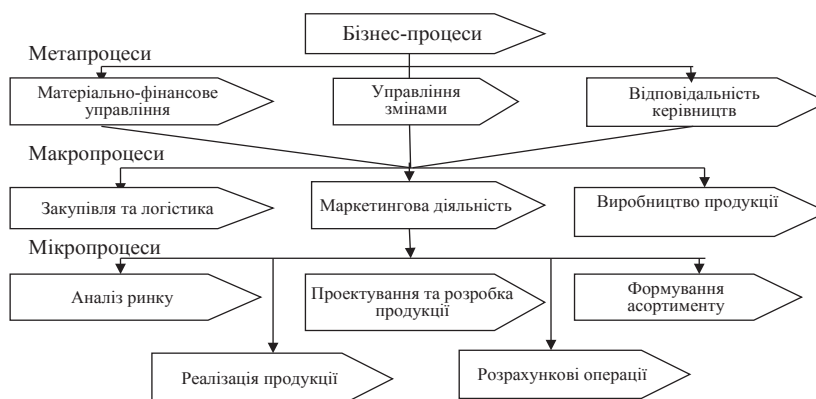 Бізнес-процеси
Метапроцеси
Матеріально-фінансове
управління
Управління
змінами
Відповідальність
керівництв
Макропроцеси
Закупівля та логістика
Маркетингова діяльність
Виробництво продукції
Мікропроцеси
Аналіз ринку
Проектування та розробка
продукції
Формування
асортименту
Реалізація продукції
Розрахункові операції